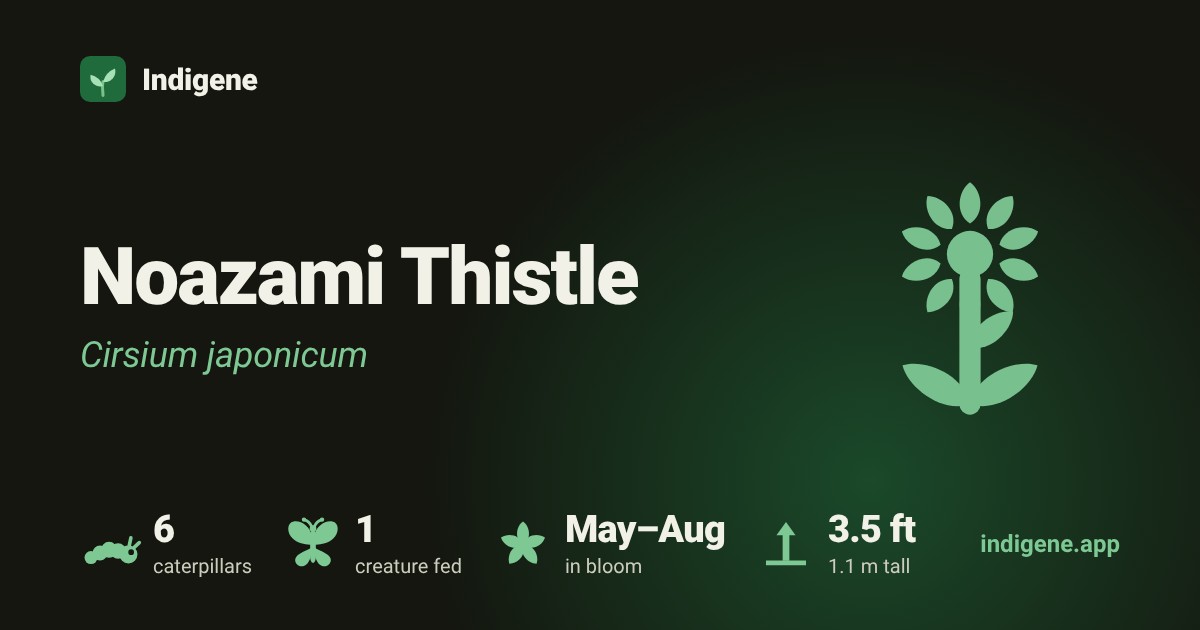 Indigene
Noazami Thistle
Cirsium japonicum
6
caterpillars
1
creature fed
May–Aug
in bloom
3.5 ft
1.1 m tall
indigene.app